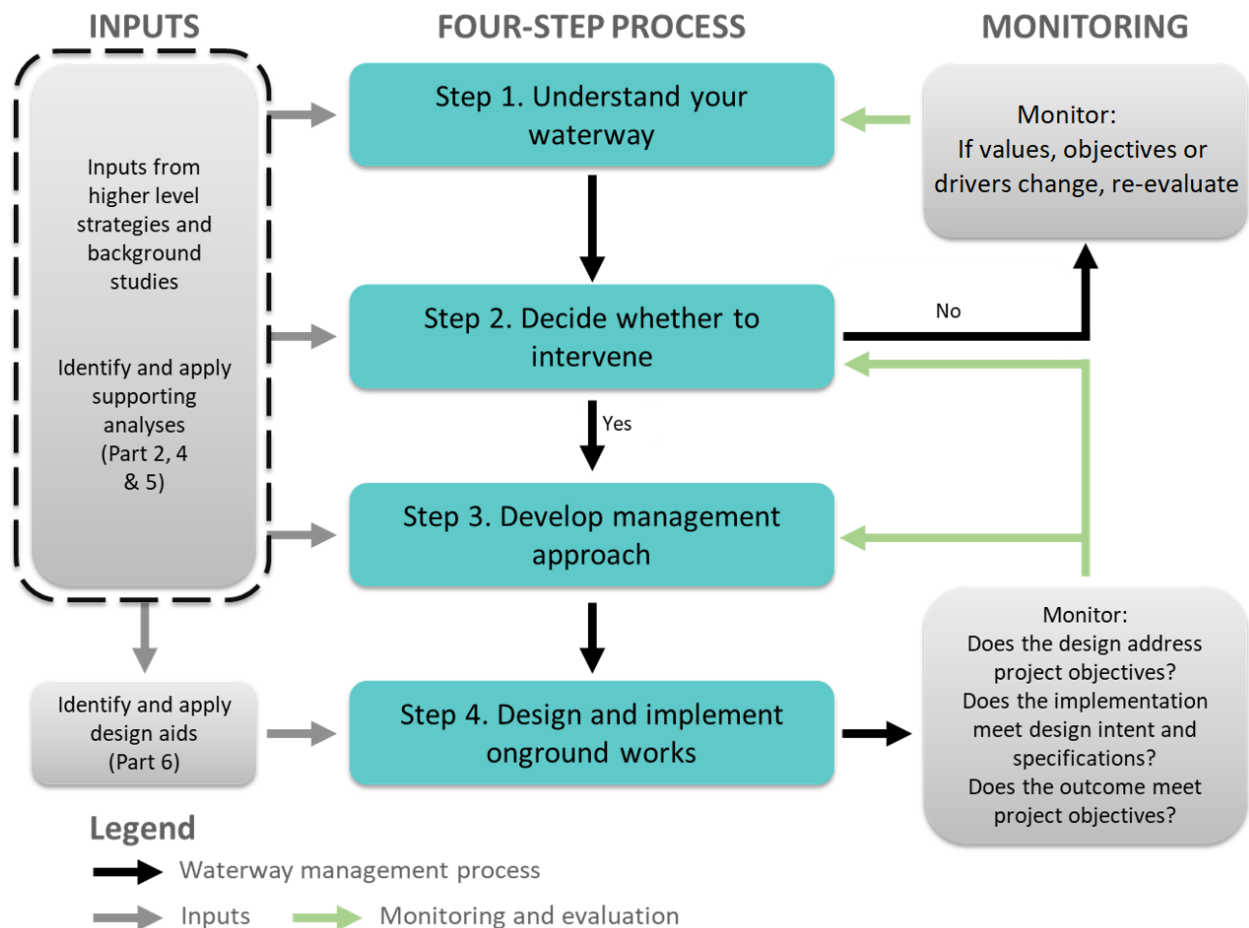 INPUTS
FOUR-STEP PROCESS
MONITORING
Inputs from
higher level
strategies and
background
studies
Identify and apply
supporting
analyses
(Part 2, 4
& 5)
Identify and apply
design aids
(Part 6)
Step 1. Understand your
waterway
Step 2. Decide whether to
intervene
No
Yes
Step 3. Develop management
approach
Step 4. Design and implement
onground works
Monitor:
If values, objectives or
drivers change, re-evaluate
Monitor:
Does the design address
project objectives?
Does the implementation
meet design intent and
specifications?
Does the outcome meet
project objectives?
Legend
Waterway management process
Inputs
Monitoring and evaluation